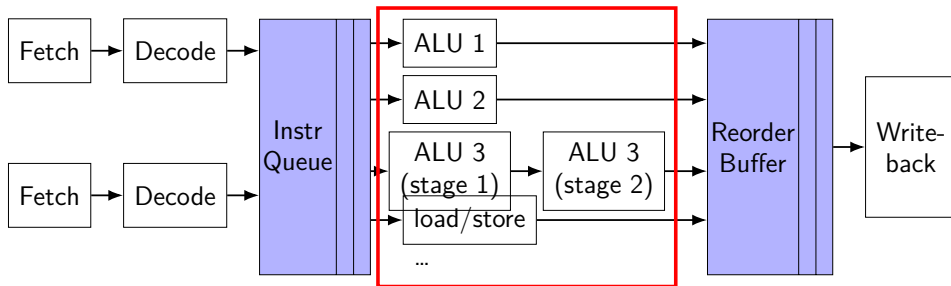 Fetch
Decode
Fetch
Decode
Instr
Queue
ALU 1
ALU 2
ALU 3
(stage 1)
ALU 3
(stage 2)
load/store
...
Reorder
Buffer
Write-
back